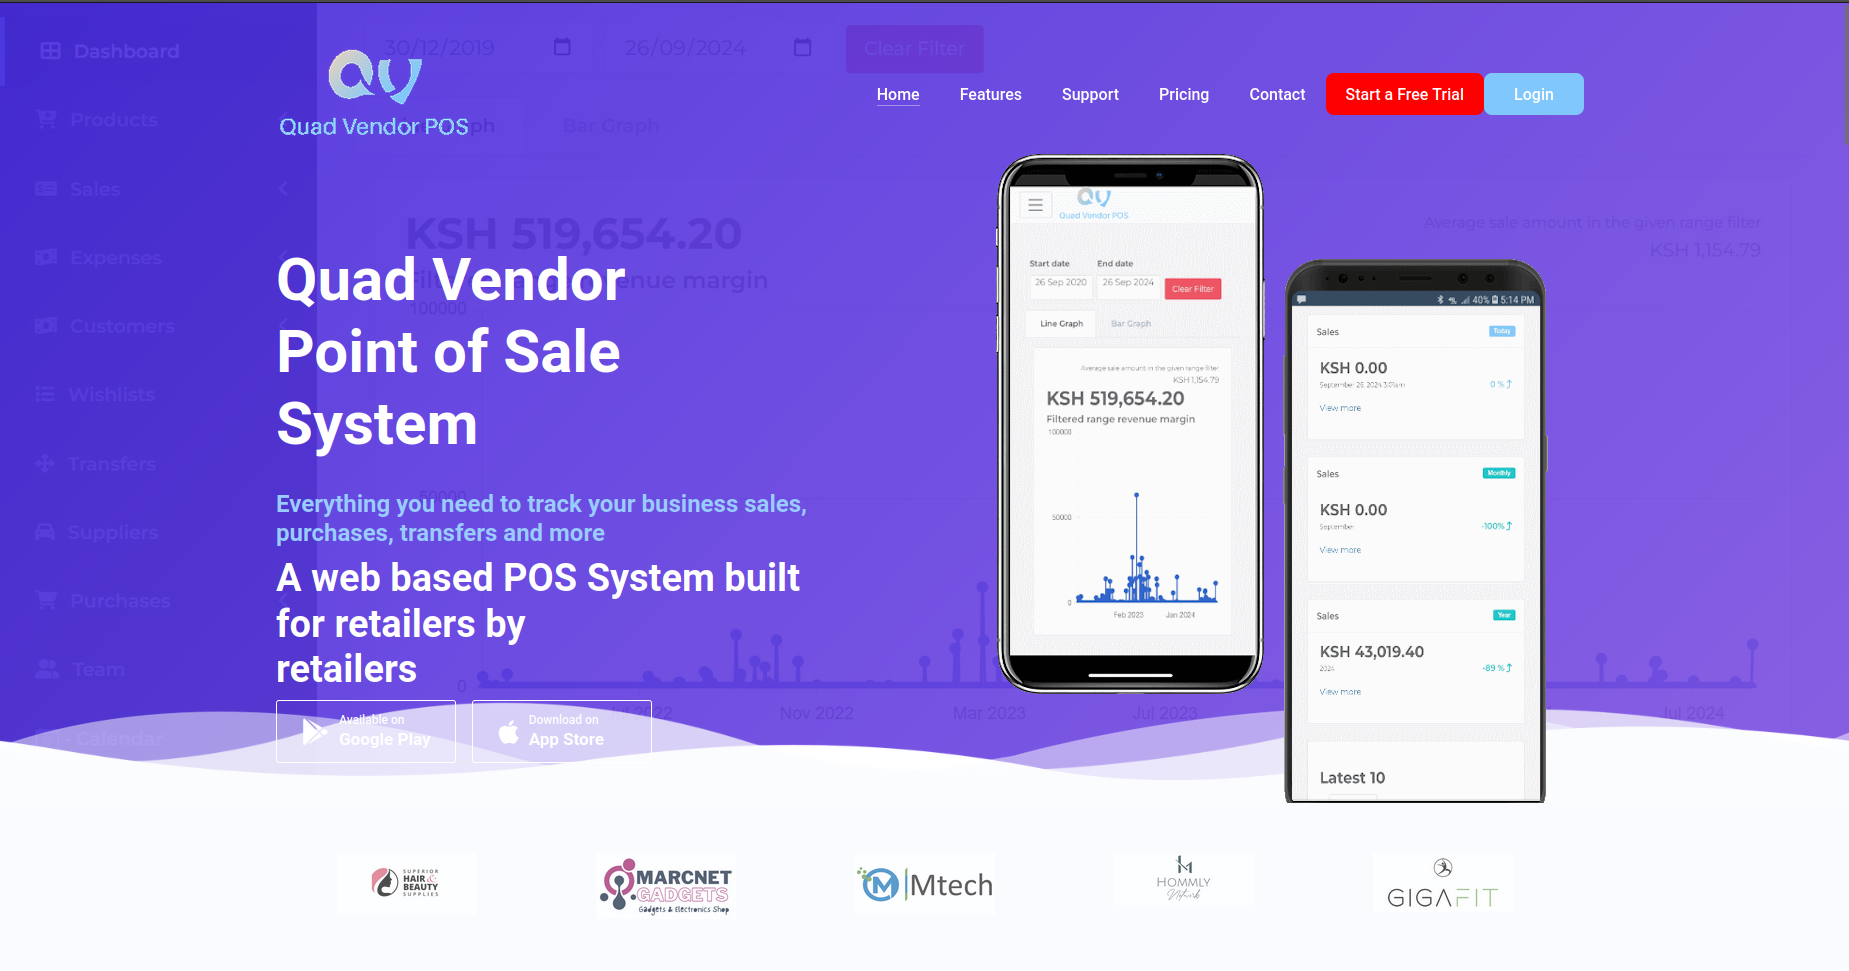 Dashboard
30/12/2019
26/09/2024
Clear Filter
Quad Vendor POS
Home
Features
Support
Pricing
Contact
Start a Free Trial
Login
Products
Bar Graph
Sales
Expenses
Customers
Wishlists
Transfers
Suppliers
Purchases
Team
Calendar
KSH 519,654.20
Average sale amount in the given range filter
KSH 1,154.79
100000
0
Nov 2022
Mar 2023
Jul 2023
Jul 2024
Quad Vendor
Point of Sale
System
Everything you need to track your business sales,
purchases, transfers and more
A web based POS System built
for retailers by
retailers
Available on
Google Play
Download on
App Store
Quad Vendor POS
Start date
End date
26 Sep 2020
26 Sep 2024
Clear Filter
Line Graph
Bar Graph
Average sale amount in the given range filter
KSH 1,154.79
KSH 519,654.20
Filtered range revenue margin
100000
50000
0
Feb 2023
Jan 2024
40% 5:14 PM
Sales
Today
KSH 0.00
September 26, 2024 3:01am
0 %
View more
Sales
Monthly
KSH 0.00
September
-100%
View more
Sales
Year
KSH 43,019.40
2024
-89 %
View more
Latest 10
SUPERIOR
HAIR &
BEAUTY
SUPPLIES
MARCNET
GADGETS
Gadgets & Electronics Shop
M
Mtech
HOMMLY
Network
GIGAFIT